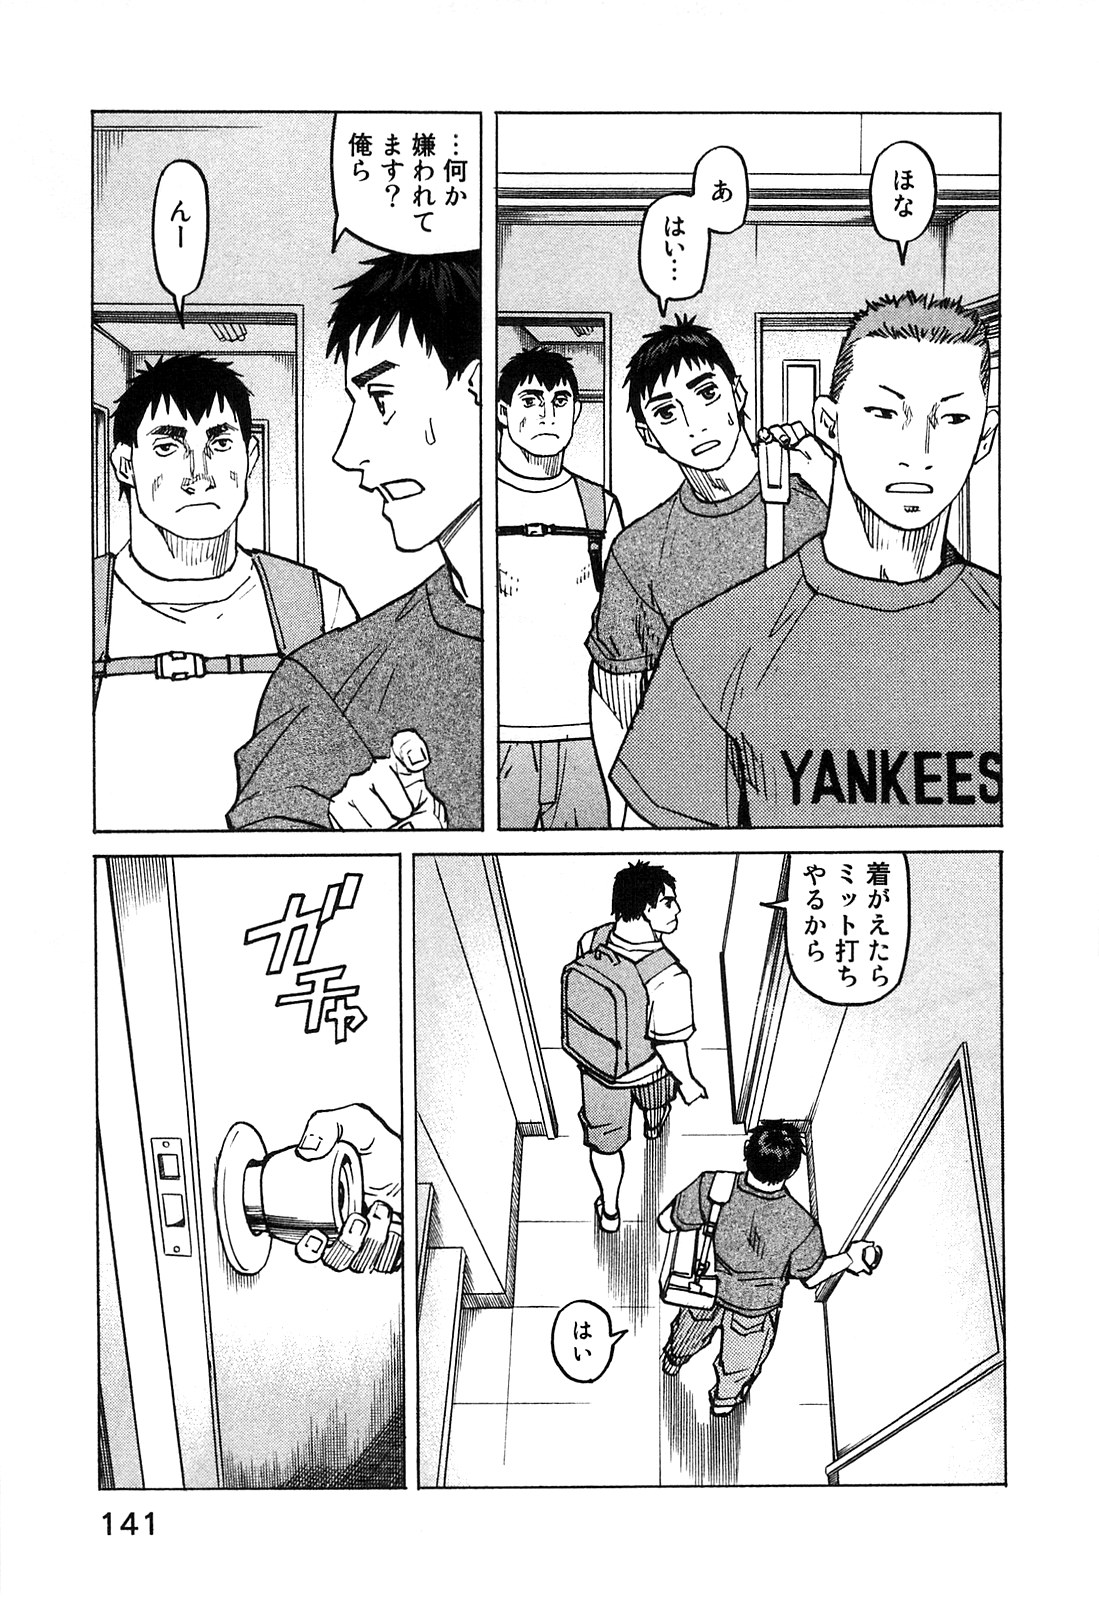 ほな
あ
はい…
YANKEES
…何か
嫌われて
ます?
俺ら
んー
着がえたら
ミット打ち
やるから
はい
ガチャ
141